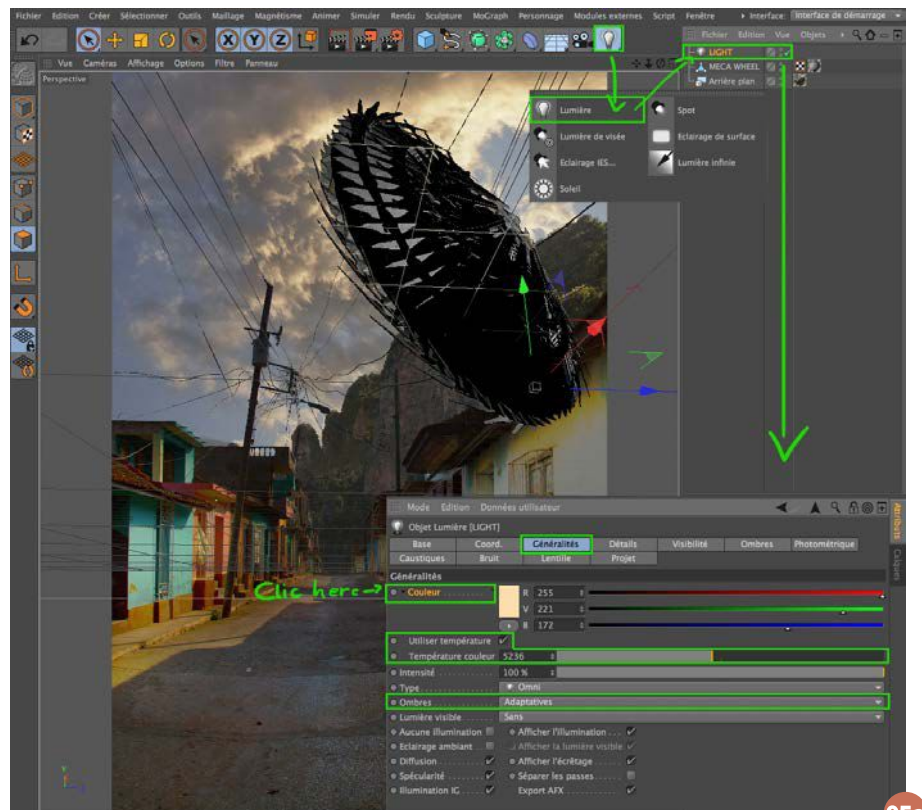 Fichier Edition Créer Sélectionner Outils Maillage Magnétisme Animer Simuler Rendu Sculpture MoGraph Personnage Modules externes Script Fenêtre Interface: Interface de démarrage
X Y Z
Fichier Edition Vue Objets
Vue Caméras Affichage Options Filtre Panneau
Perspective
LIGHT
MECA WHEEL
Arrière plan
Lumière Spot
Lumière de visée Eclairage de surface
Eclairage IES... Lumière infinie
Soleil
Mode Edition Données utilisateur
Objet Lumière [LIGHT]
Base Coord. Généralités Détails Visibilité Ombres Photométrique
Caustiques Bruit Lentille Projet
Attributs
Calques
Généralités
Clic here
Couleur R 255
V 221
B 172
Utiliser température
Température couleur 5236
Intensité 100 %
Type Omni
Ombres Adaptatives
Lumière visible Sans
Aucune illumination Afficher l'illumination
Eclairage ambiant Afficher la lumière visible
Diffusion Afficher l'écrêtage
Spécularité Séparer les passes
Illumination IG Export AFX
Y